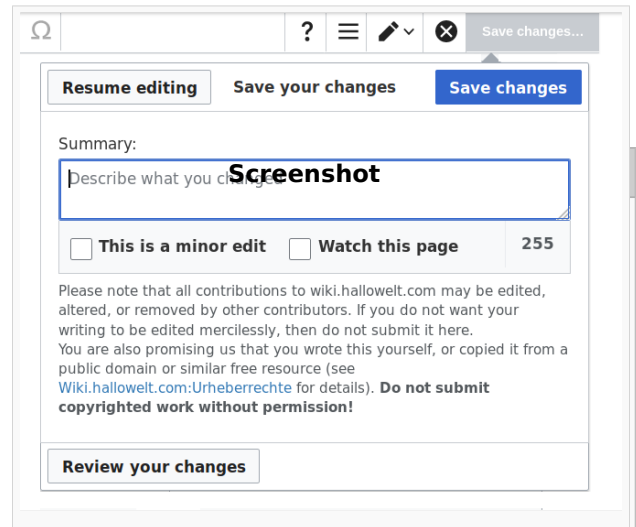 Ω ? Save changes...
Resume editing Save your changes Save changes
Summary:
Describe what you changed
Screenshot
This is a minor edit Watch this page 255
Please note that all contributions to wiki.hallowelt.com may be edited,
altered, or removed by other contributors. If you do not want your
writing to be edited mercilessly, then do not submit it here.
You are also promising us that you wrote this yourself, or copied it from a
public domain or similar free resource (see
Wiki.hallowelt.com:Urheberrechte for details). Do not submit
copyrighted work without permission!
Review your changes